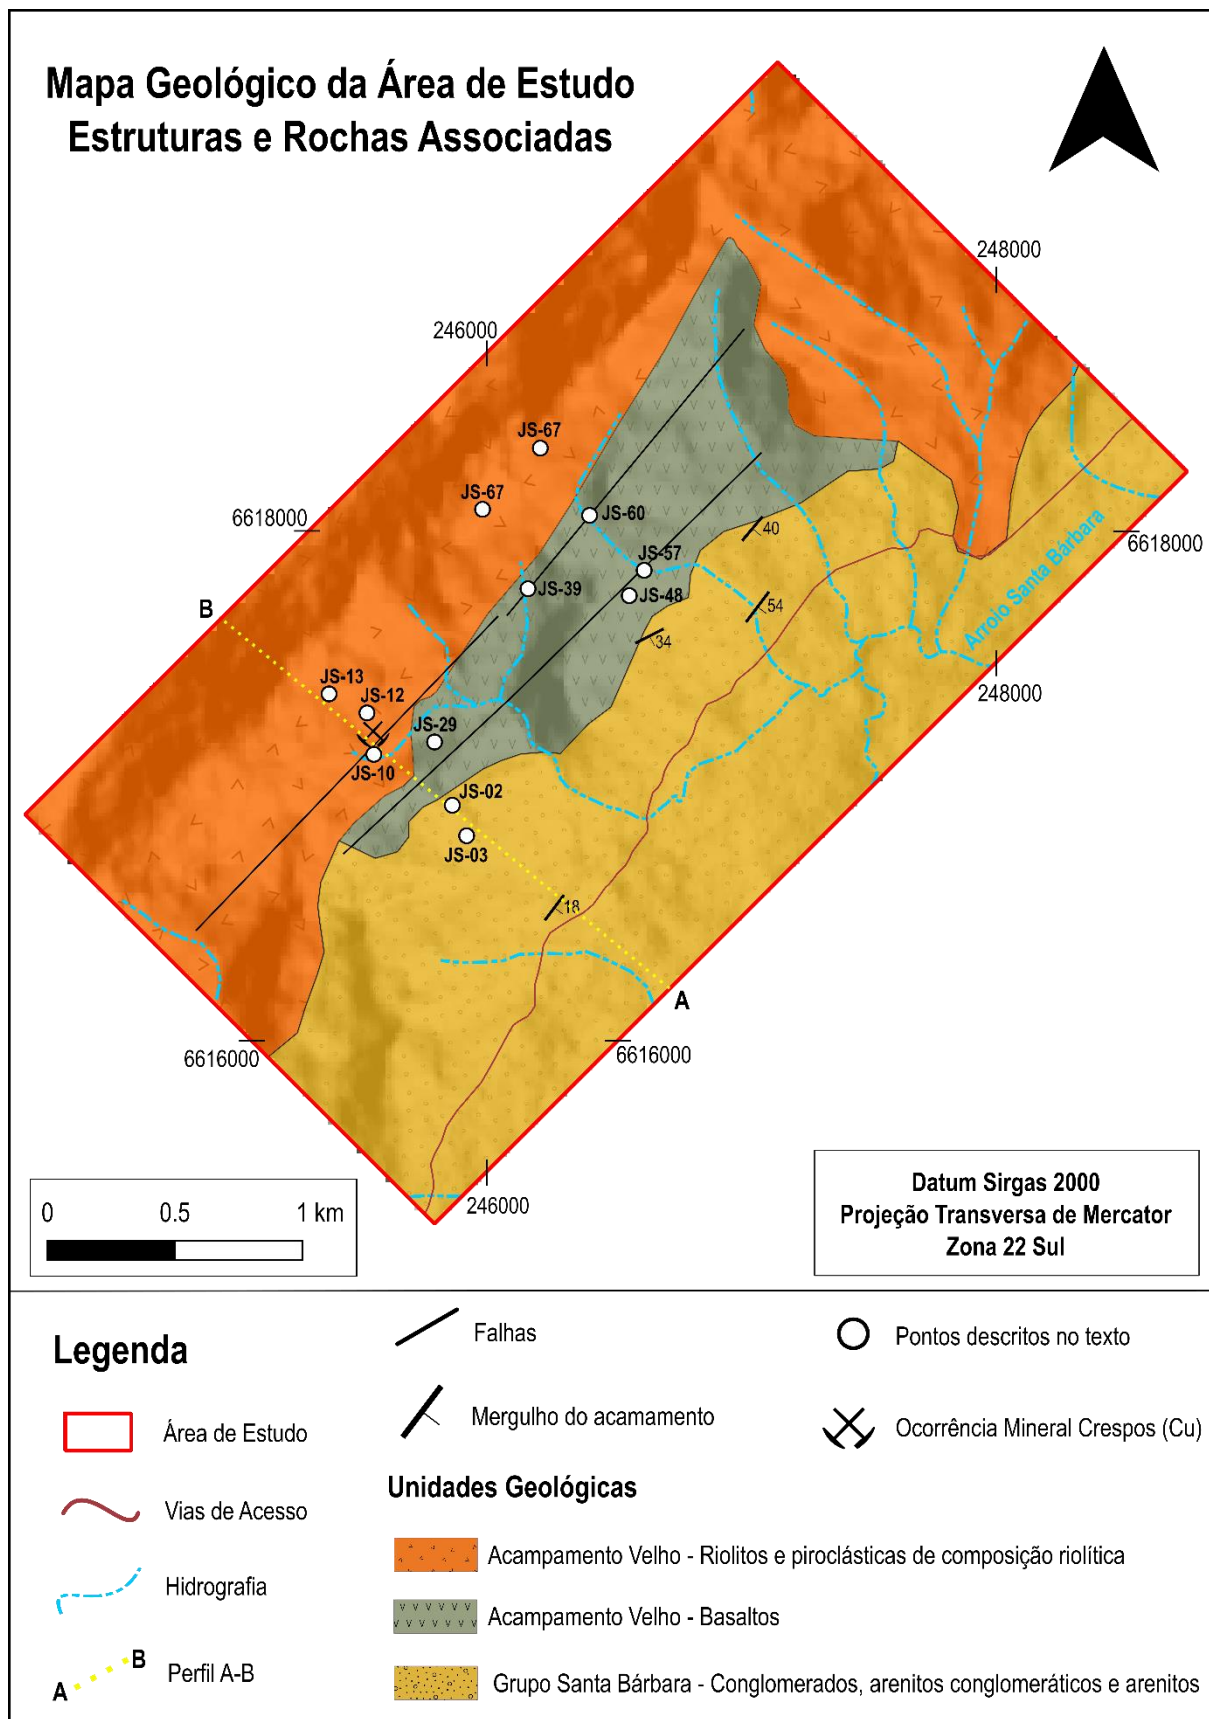 Mapa Geológico da Área de Estudo
Estruturas e Rochas Associadas
248000
246000
JS-67
JS-67
6618000
JS-60
40
6618000
JS-57
Arroio Santa Bárbara
JS-39
JS-48
B
54
34
JS-13
248000
JS-12
JS-29
JS-10
JS-02
JS-03
18
A
6616000
6616000
246000
0 0.5 1 km
Datum Sirgas 2000
Projeção Transversa de Mercator
Zona 22 Sul
Legenda
Área de Estudo
Vias de Acesso
Hidrografia
A B Perfil A-B
Falhas
Mergulho do acamamento
Pontos descritos no texto
Ocorrência Mineral Crespos (Cu)
Unidades Geológicas
Acampamento Velho - Riolitos e piroclásticas de composição riolítica
Acampamento Velho - Basaltos
Grupo Santa Bárbara - Conglomerados, arenitos conglomeráticos e arenitos